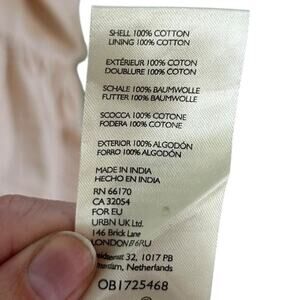 SHELL 100% COTTON
LINING 100% COTTON
EXTÉRIEUR 100% COTON
DOUBLURE 100% COTON
SCHALE 100% BAUMWOLLE
FUTTER 100% BAUMWOLLE
SCOCCA 100% COTONE
FODERA 100% COTONE
EXTERIOR 100% ALGODÓN
FORRO 100% ALGODÓN
MADE IN INDIA
HECHO EN INDIA
RN 66170
CA 32054
FOR EU
URBN UK Ltd.
146 Brick Lane
LONDON
32, 1017 PB
Netherlands
OB1725468